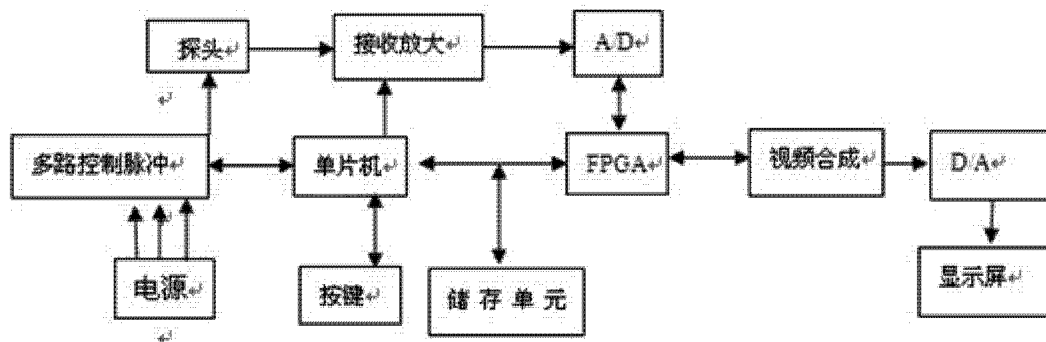 探头
接收放大
A/D
多路控制脉冲
单片机
FPGA
视频合成
D/A
电源
按键
储存单元
显示屏